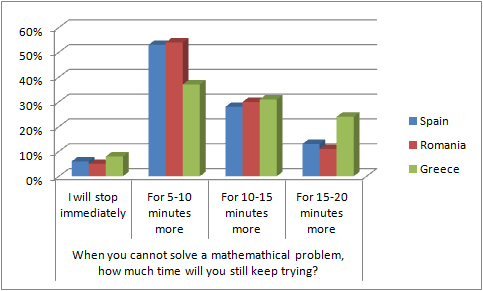 60%
50%
40%
30%
20%
10%
0%
I will stop immediately
For 5-10 minutes more
For 10-15 minutes more
For 15-20 minutes more
When you cannot solve a mathemathical problem,
how much time will you still keep trying?
Spain
Romania
Greece